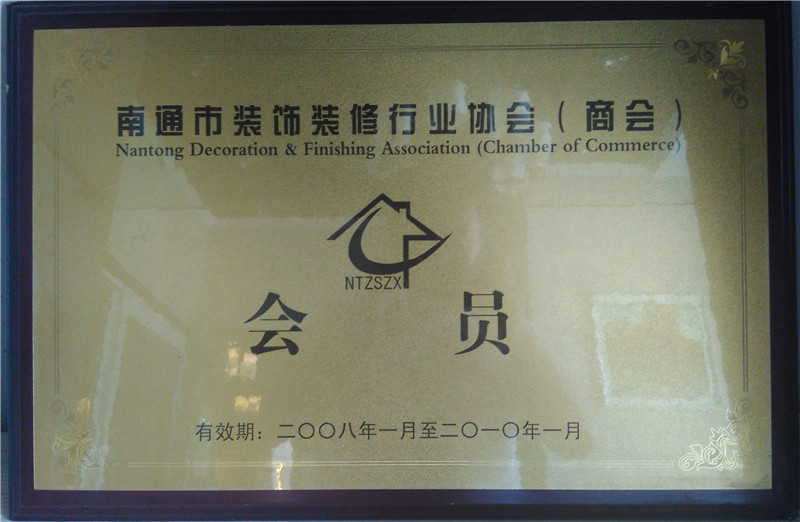 南通市装饰装修行业协会（商会）
Nantong Decoration & Finishing Association (Chamber of Commerce)
NTZSZX
会 员
有效期：二〇〇八年一月至二〇一〇年一月